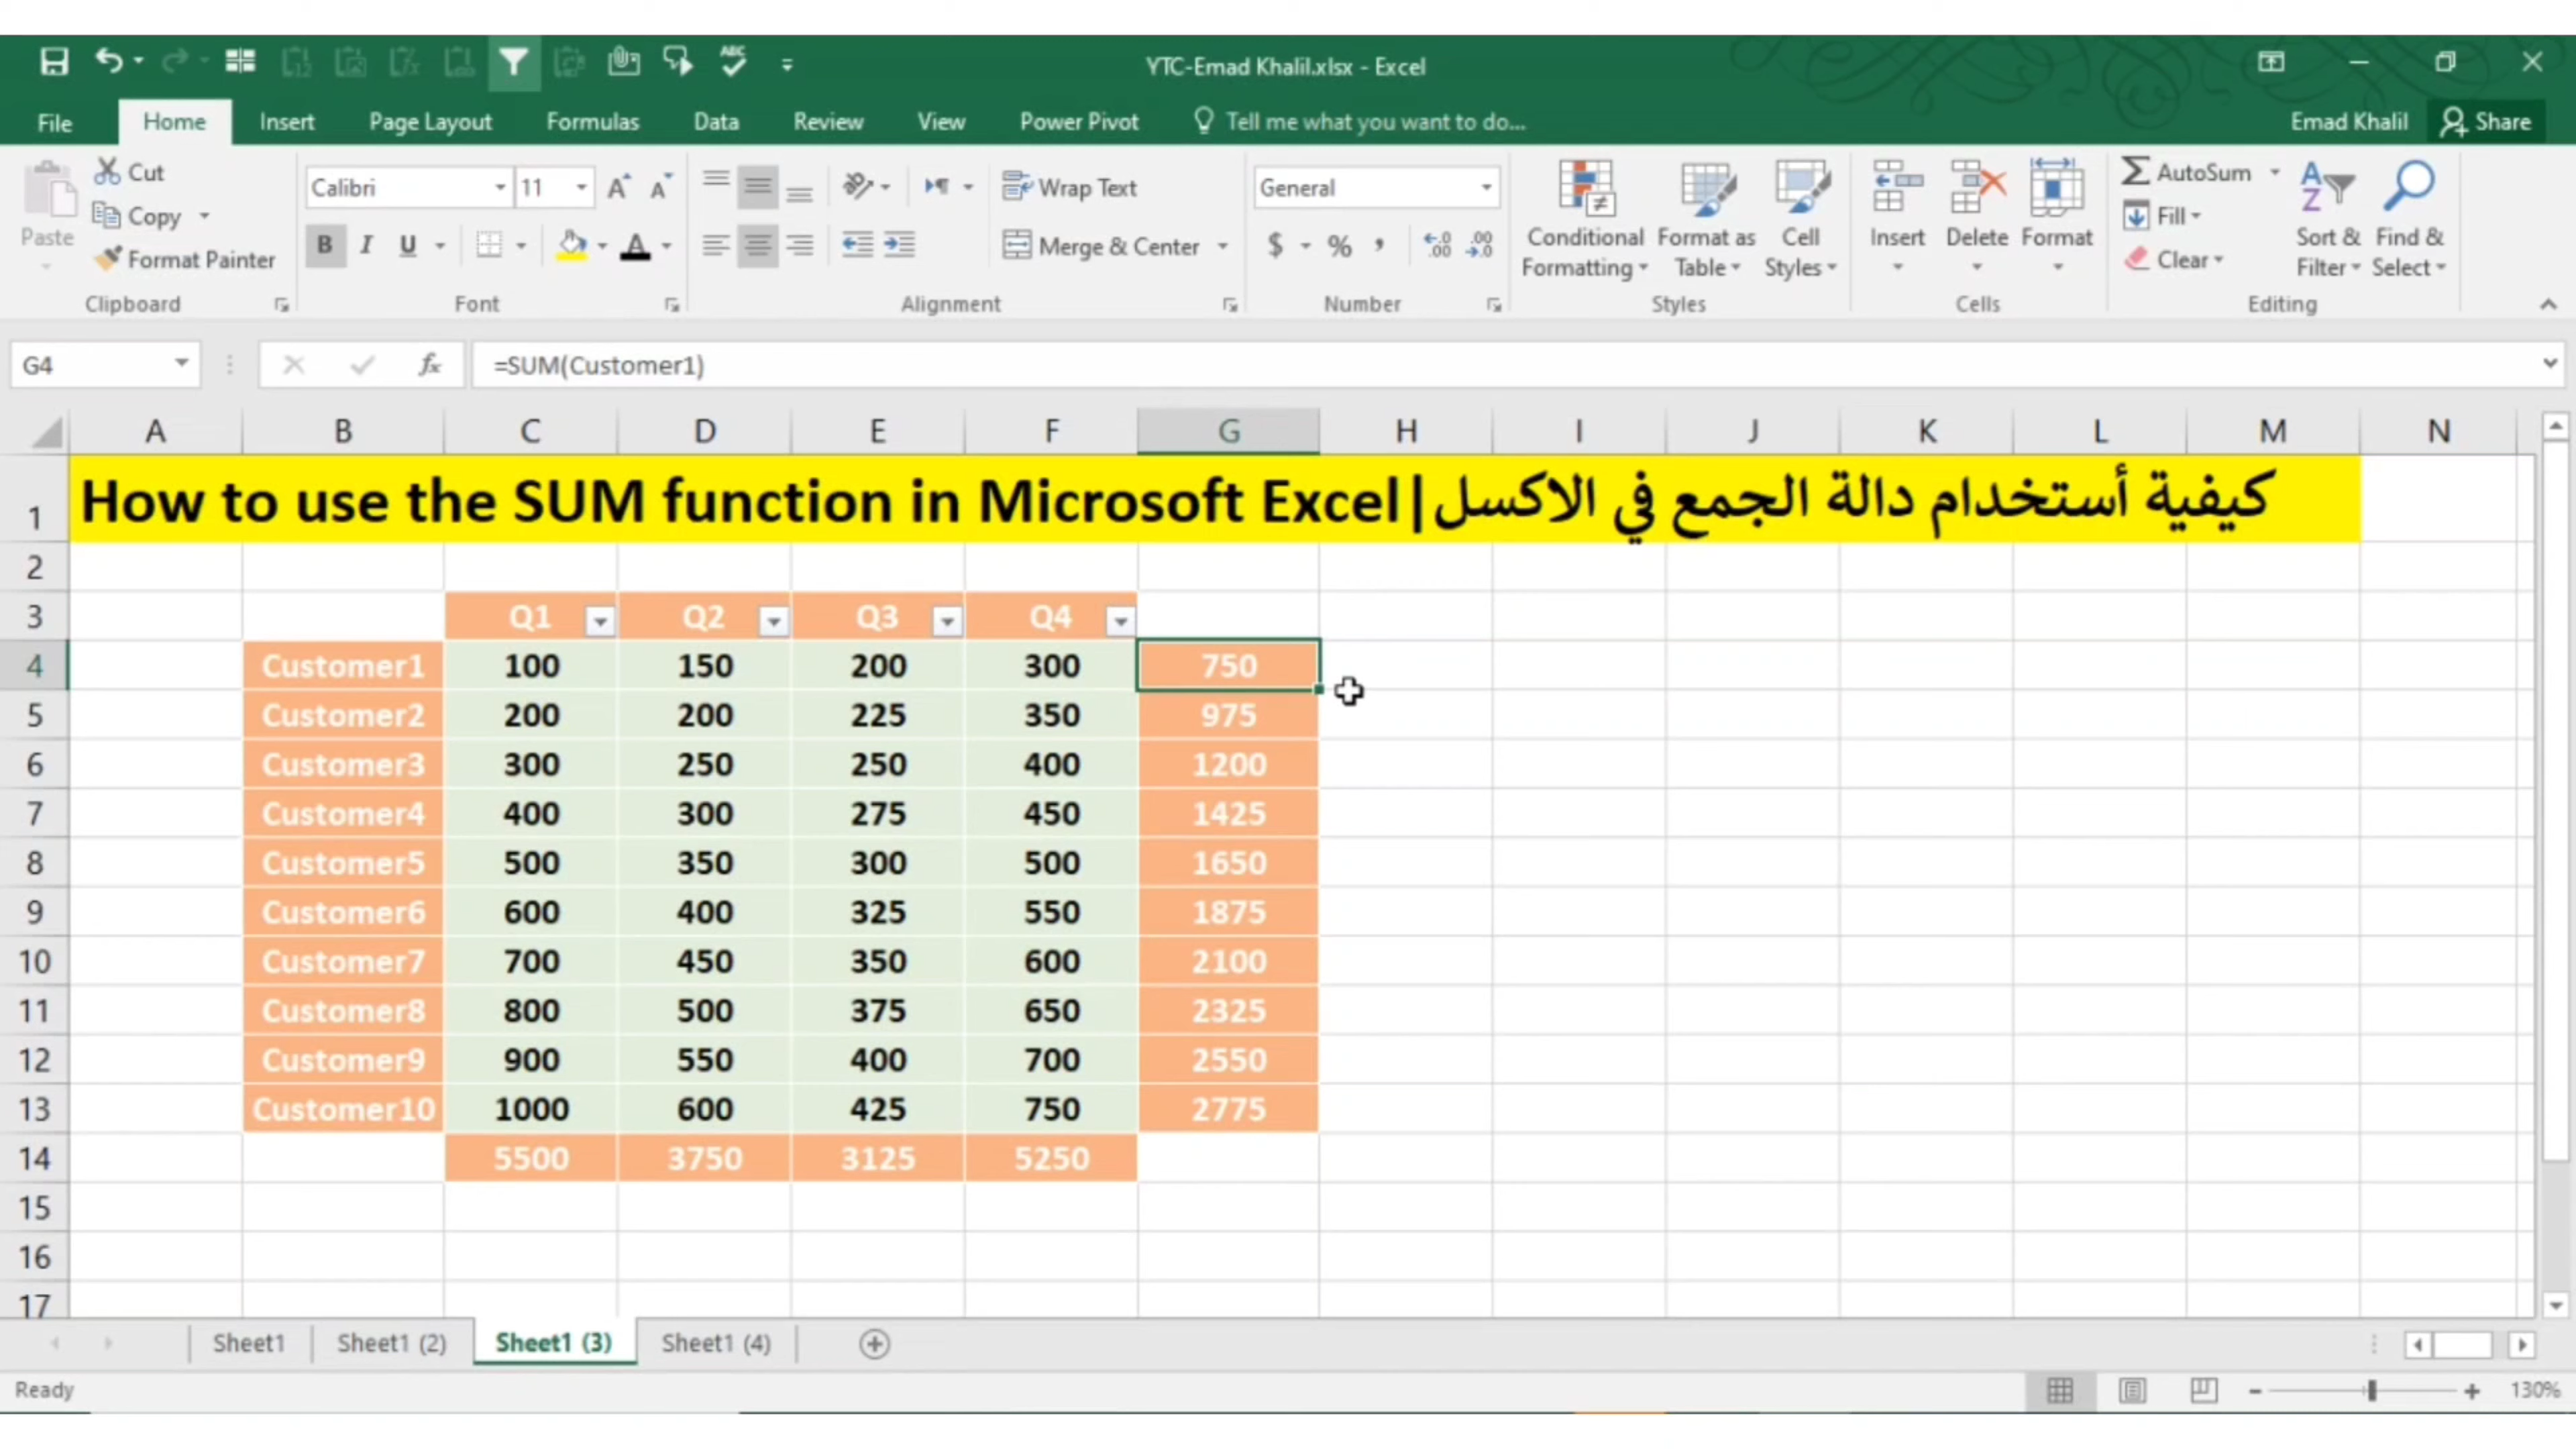 YTC-Emad Khalil.xlsx - Excel
File Home Insert Page Layout Formulas Data Review View Power Pivot Tell me what you want to do... Emad Khalil Share
Paste Cut Copy Format Painter
Calibri 11
B I U A
Wrap Text
Merge & Center
General
$ % ,
Conditional Formatting Format as Table Cell Styles
Insert Delete Format
AutoSum Fill Clear
Sort & Filter Find & Select
Clipboard Font Alignment Number Styles Cells Editing
G4 fx =SUM(Customer1)
A B C D E F G H I J K L M N
1 How to use the SUM function in Microsoft Excel|كيفية أستخدام دالة الجمع في الاكسل
2
3 Q1 Q2 Q3 Q4
4 Customer1 100 150 200 300 750
5 Customer2 200 200 225 350 975
6 Customer3 300 250 250 400 1200
7 Customer4 400 300 275 450 1425
8 Customer5 500 350 300 500 1650
9 Customer6 600 400 325 550 1875
10 Customer7 700 450 350 600 2100
11 Customer8 800 500 375 650 2325
12 Customer9 900 550 400 700 2550
13 Customer10 1000 600 425 750 2775
14 5500 3750 3125 5250
15
16
17
Sheet1 Sheet1 (2) Sheet1 (3) Sheet1 (4)
Ready 130%